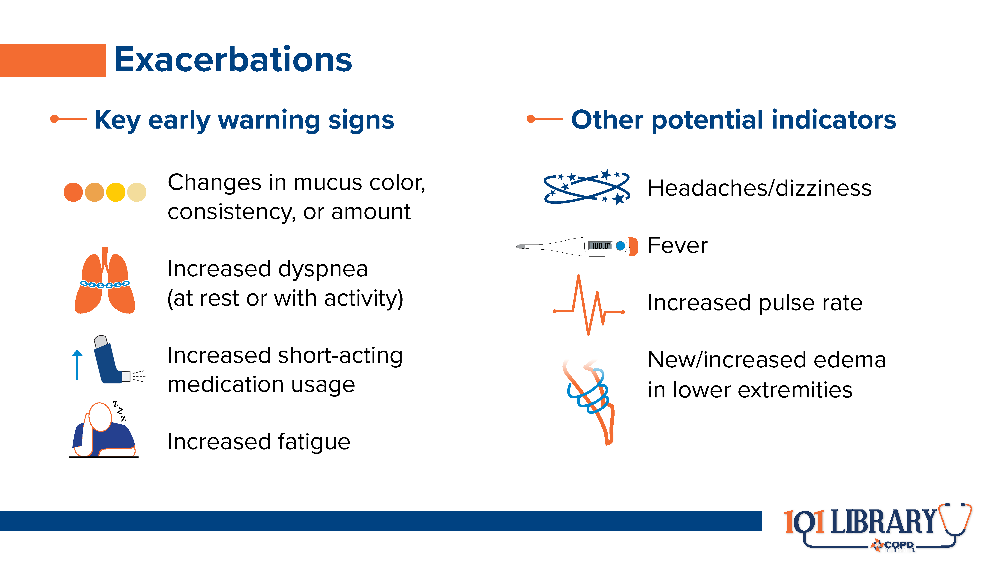 Exacerbations
Key early warning signs
Changes in mucus color,
consistency, or amount
Increased dyspnea
(at rest or with activity)
Increased short-acting
medication usage
z
z
z
Increased fatigue
Other potential indicators
Headaches/dizziness
100.0°F
Fever
Increased pulse rate
New/increased edema
in lower extremities
101 LIBRARY
COPD
FOUNDATION®